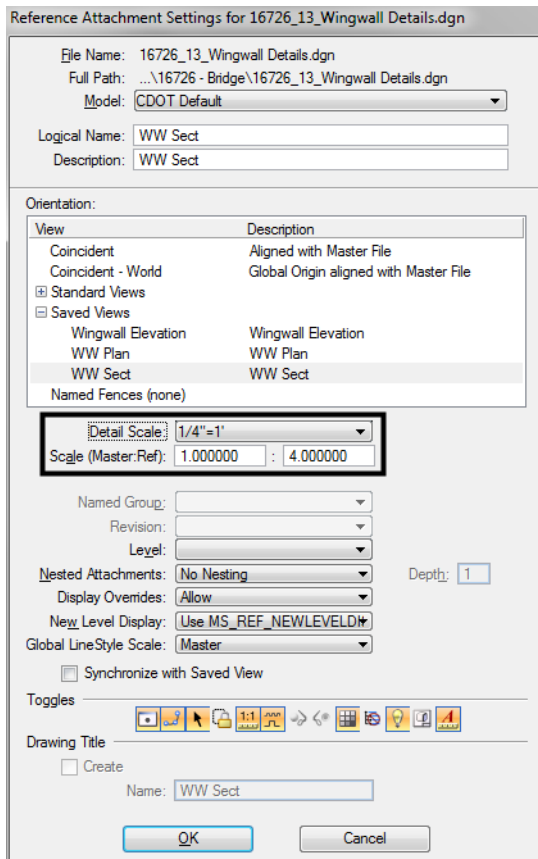 Reference Attachment Settings for 16726_13_Wingwall Details.dgn
File Name: 16726_13_Wingwall Details.dgn
Full Path: ...\16726 - Bridge\16726_13_Wingwall Details.dgn
Model: CDOT Default
Logical Name: WW Sect
Description: WW Sect
Orientation:
View Description
Coincident Aligned with Master File
Coincident - World Global Origin aligned with Master File
Standard Views
Saved Views
Wingwall Elevation Wingwall Elevation
WW Plan WW Plan
WW Sect WW Sect
Named Fences (none)
Detail Scale: 1/4"=1'
Scale (Master:Ref): 1.000000 : 4.000000
Named Group:
Revision:
Level:
Nested Attachments: No Nesting Depth: 1
Display Overrides: Allow
New Level Display: Use MS_REF_NEWLEVELDI
Global LineStyle Scale: Master
Synchronize with Saved View
Toggles
1:1 A
Drawing Title
Create
Name: WW Sect
OK Cancel